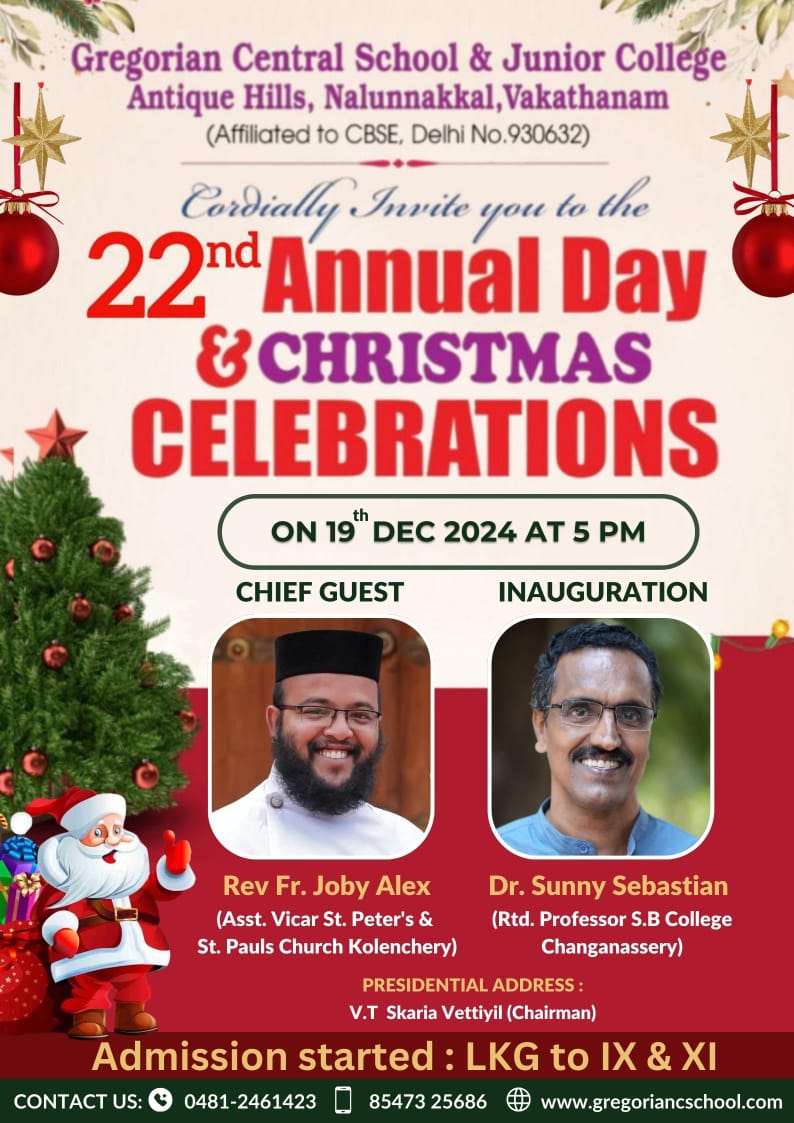 Gregorian Central School & Junior College
Antique Hills, Nalunnakkal,Vakathanam
(Affiliated to CBSE, Delhi No.930632)
Cordially Invite you to the
22nd Annual Day
& CHRISTMAS
CELEBRATIONS
ON 19th DEC 2024 AT 5 PM
CHIEF GUEST
INAUGURATION
Rev Fr. Joby Alex
(Asst. Vicar St. Peter's &
St. Pauls Church Kolenchery)
Dr. Sunny Sebastian
(Rtd. Professor S.B College
Changanassery)
PRESIDENTIAL ADDRESS :
V.T Skaria Vettiyil (Chairman)
Admission started : LKG to IX & XI
CONTACT US: 0481-2461423 85473 25686 www.gregoriancschool.com